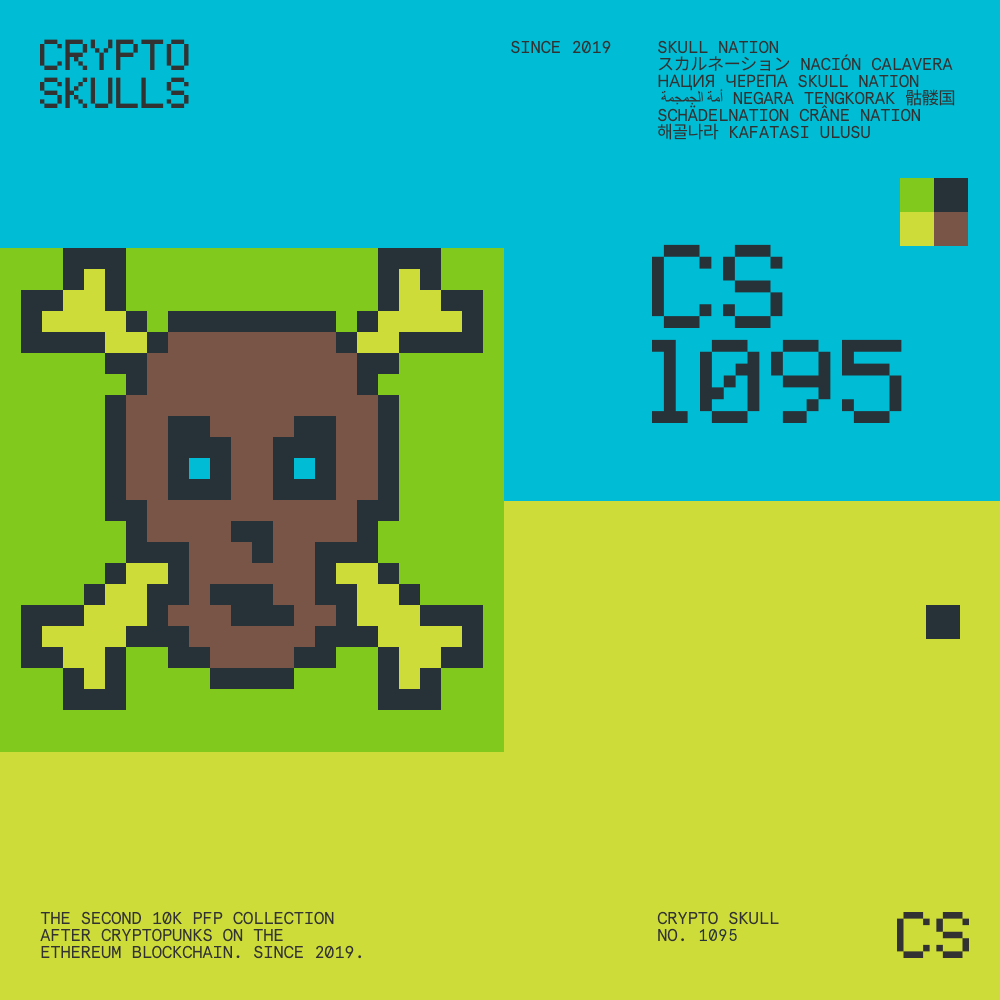 CRYPTO
SKULLS
SINCE 2019
SKULL NATION
スカルネーション NACIÓN CALAVERA
НАЦИЯ ЧЕРЕПА SKULL NATION
أمة الجمجمة NEGARA TENGKORAK 骷髅国
SCHÄDELNATION CRÂNE NATION
해골나라 KAFATASI ULUSU
CS
1095
THE SECOND 10K PFP COLLECTION
AFTER CRYPTOPUNKS ON THE
ETHEREUM BLOCKCHAIN. SINCE 2019.
CRYPTO SKULL
NO. 1095
CS